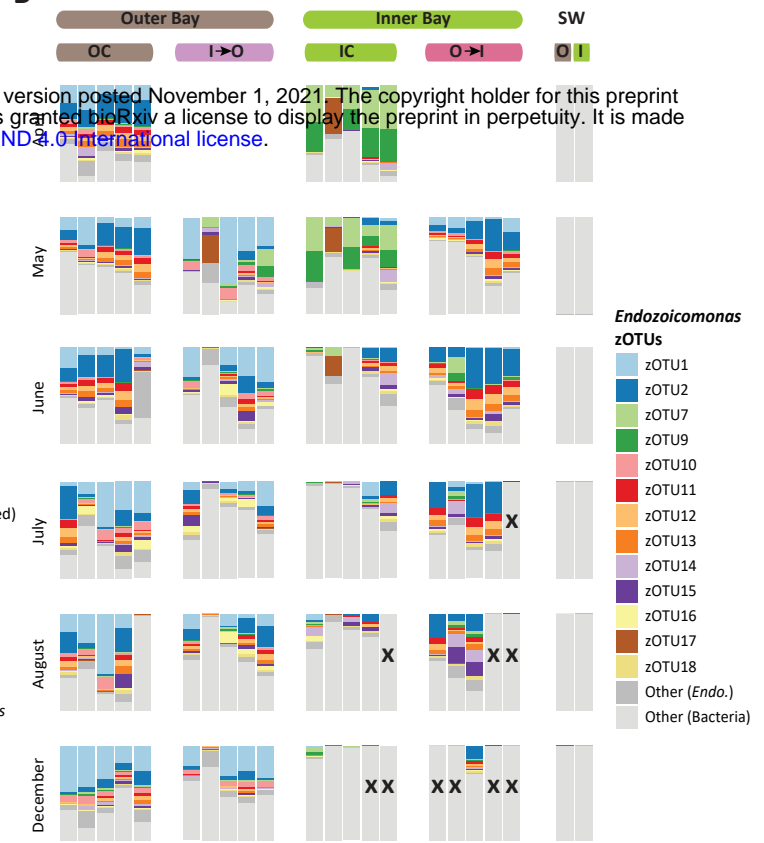 Outer Bay Inner Bay SW
OC I→O IC O→I O I
version posted November 1, 2021. The copyright holder for this preprint
s granted bioRxiv a license to display the preprint in perpetuity. It is made
ND 4.0 International license.
April
May
Endozoicomonas
zOTUs
zOTU1
zOTU2
June
zOTU7
zOTU9
zOTU10
zOTU11
ed)
July
X
zOTU12
zOTU13
zOTU14
zOTU15
zOTU16
August
X X X
zOTU17
zOTU18
Other (Endo.)
s
Other (Bacteria)
December
X X X X X X